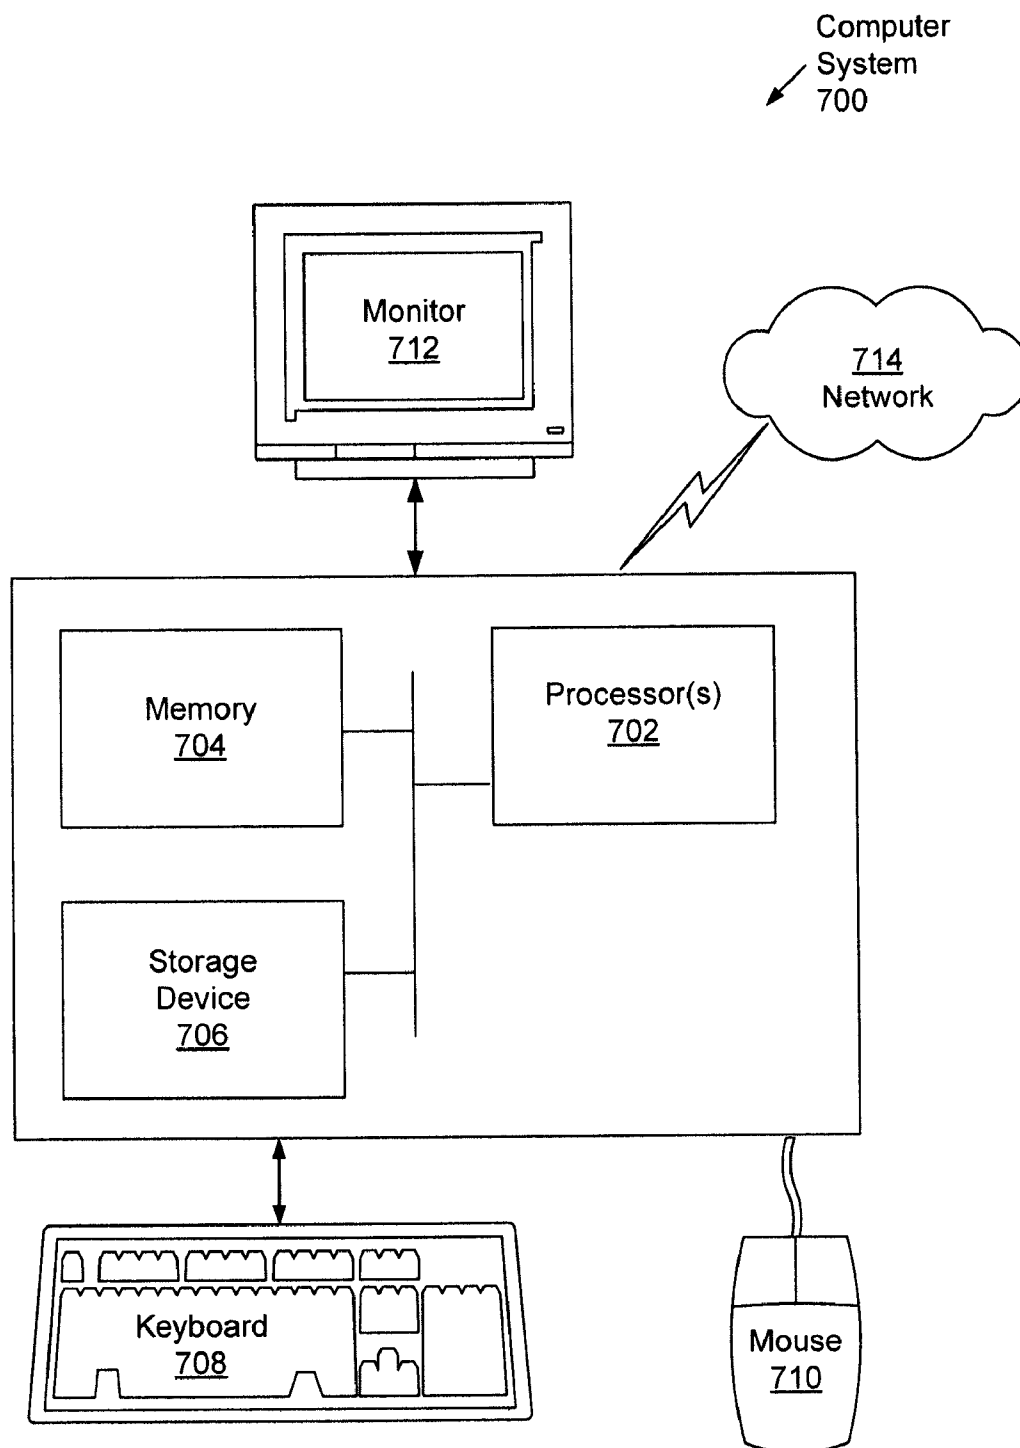 Computer
System
700
Monitor
712
714
Network
Memory
704
Processor(s)
702
Storage
Device
706
Keyboard
708
Mouse
710